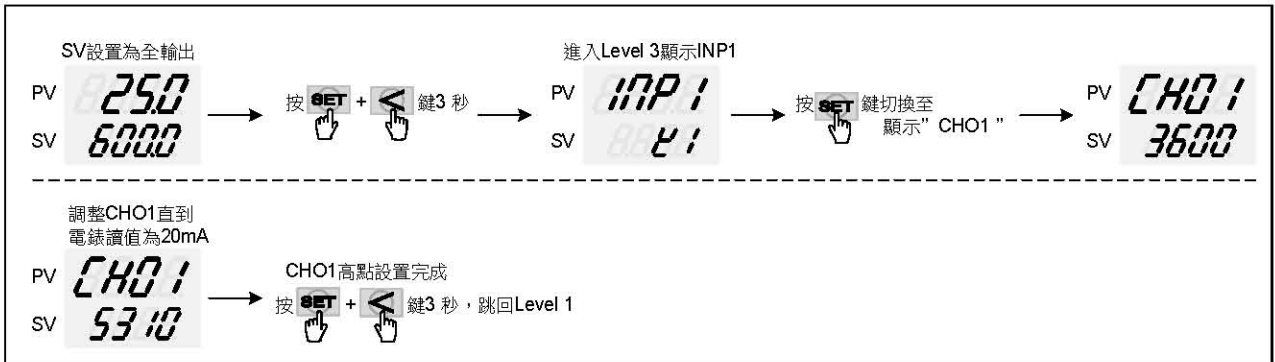 SV設置為全輸出
PV 25.0
SV 600.0
按 SET + < 鍵3 秒
進入Level 3顯示INP1
PV INP1
SV K1
按 SET 鍵切換至
顯示" CHO1 "
PV CHO1
SV 3600
調整CHO1直到
電錶讀值為20mA
PV CHO1
SV 5310
CHO1高點設置完成
按 SET + < 鍵3 秒，跳回Level 1